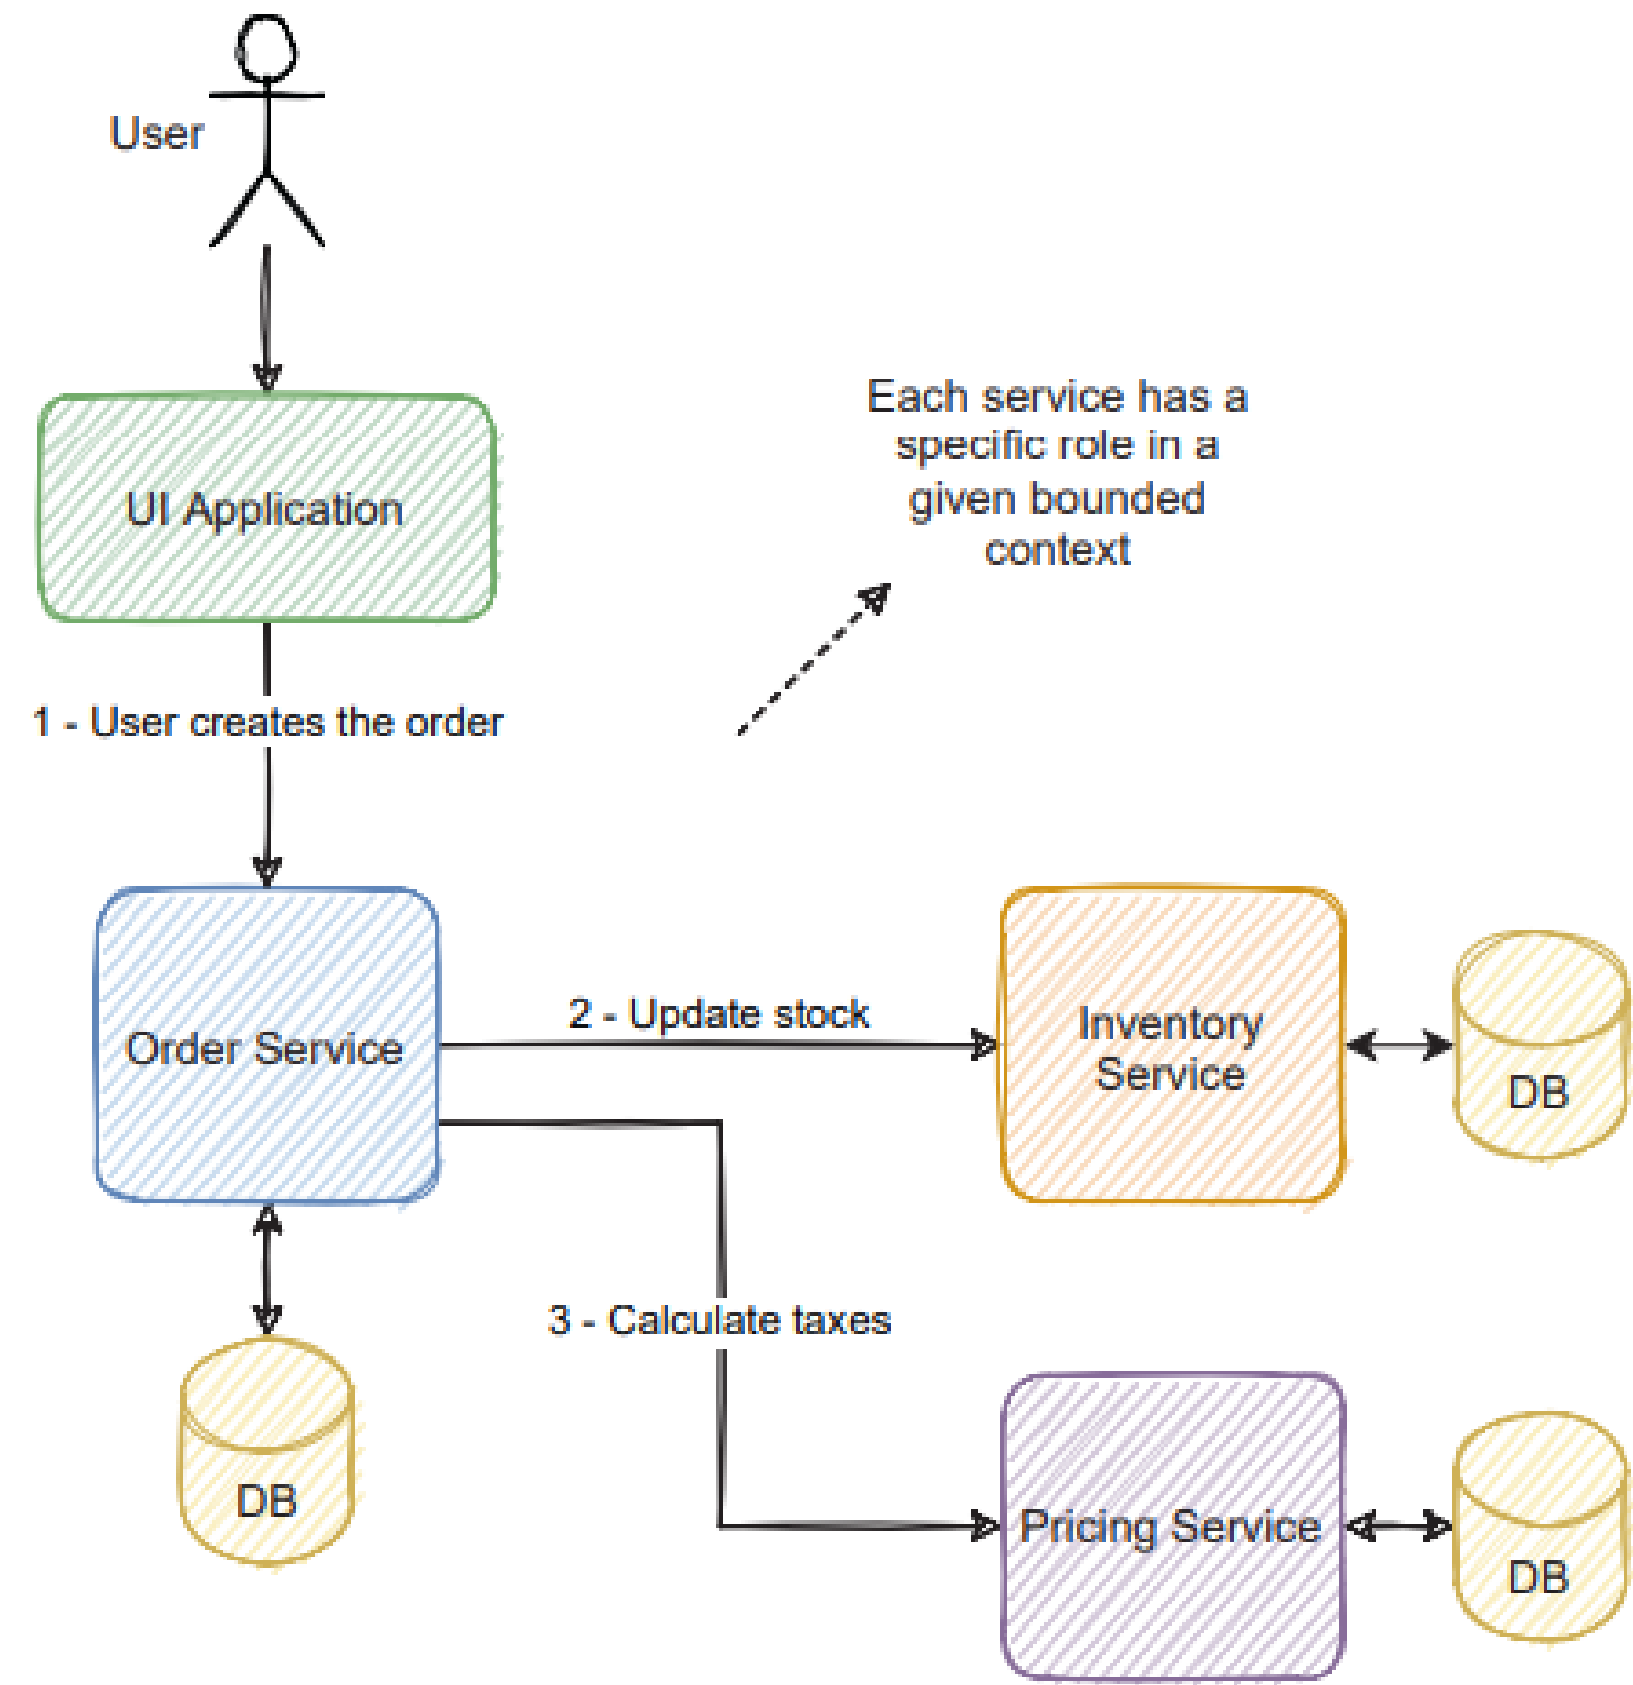 User
UI Application
Each service has a
specific role in a
given bounded
context
1 - User creates the order
Order Service
2 - Update stock
Inventory
Service
DB
3 - Calculate taxes
DB
Pricing Service
DB